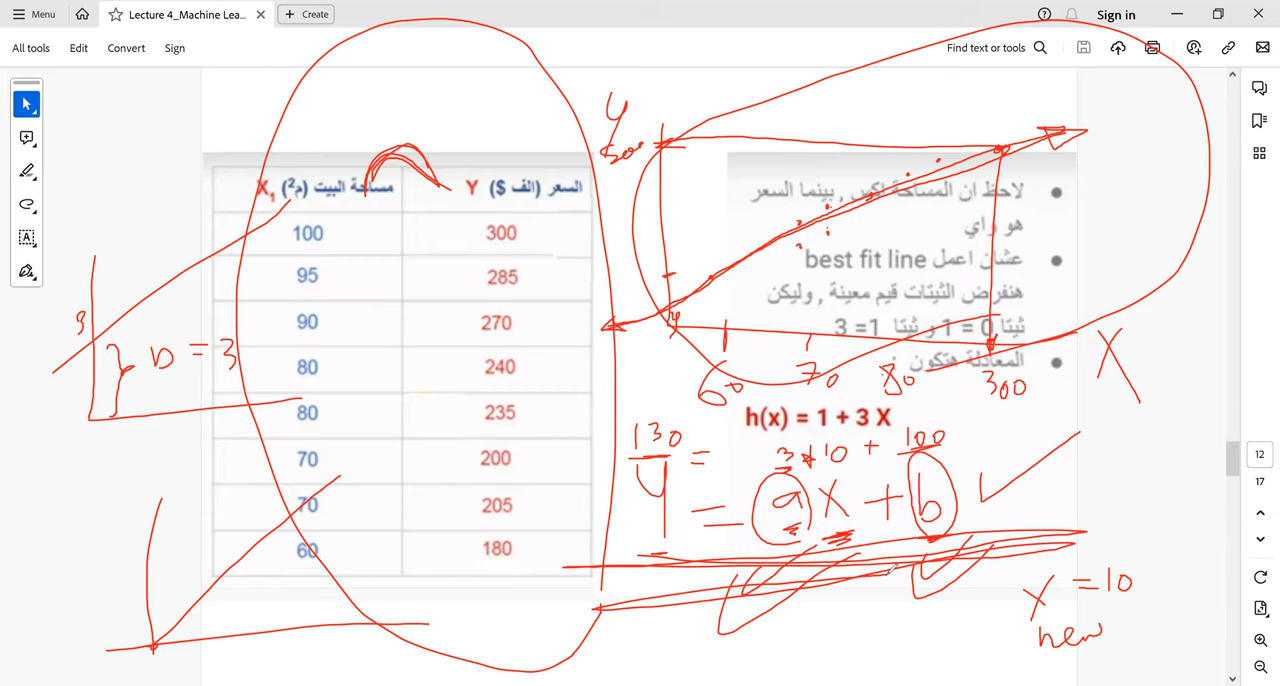 Menu
Lecture 4_Machine Lea...
Create
Sign in
All tools
Edit
Convert
Sign
Find text or tools
X₁ مساحة البيت (م²)
Y السعر (الف $)
100 300
95 285
90 270
80 240
80 235
70 200
70 205
60 180
لاحظ ان المساحة اكس , بينما السعر
هو واي
عشان اعمل best fit line
هنفرض الثيتات قيم معينة , وليكن
ثيتا 0 = 1 و ثيتا 1 = 3
المعادلة هتكون :
h(x) = 1 + 3 X
y
X
60 70 80 300
3
b = 3
130 = 3*10 + 100
y = ax + b
x = 10
new
12
17